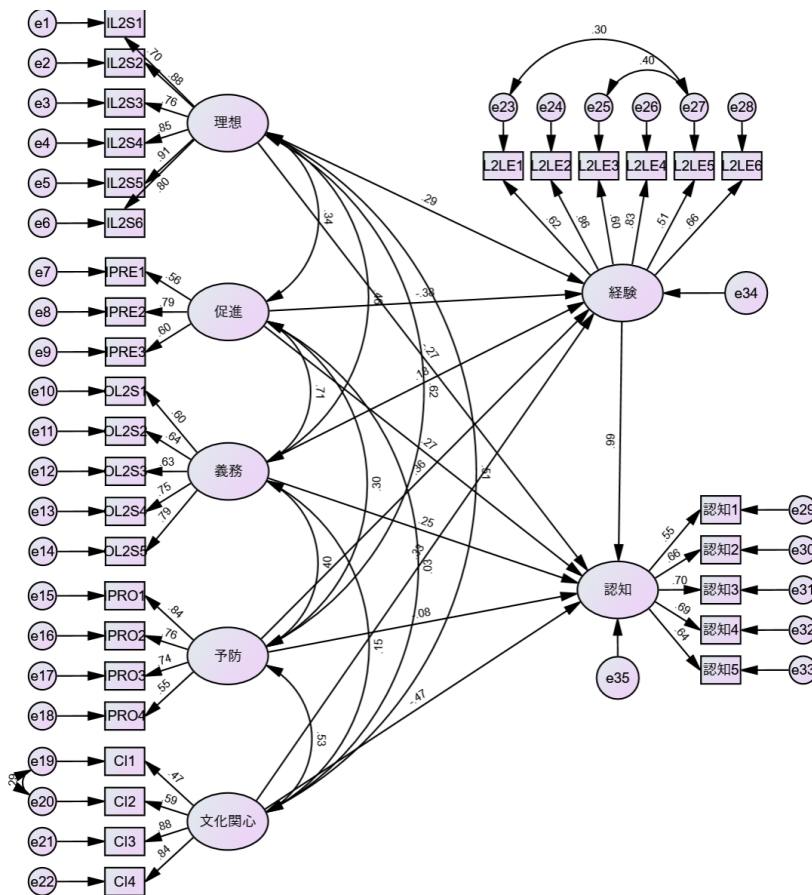 e1
IL2S1
e2
IL2S2
e3
IL2S3
e4
IL2S4
e5
IL2S5
e6
IL2S6
.70
.88
.76
.85
.91
.80
理想
e7
IPRE1
e8
IPRE2
e9
IPRE3
.56
.79
.60
促進
e10
OL2S1
e11
OL2S2
e12
OL2S3
e13
OL2S4
e14
OL2S5
.60
.64
.63
.75
.79
義務
e15
PRO1
e16
PRO2
e17
PRO3
e18
PRO4
.84
.76
.74
.55
予防
e19
CI1
e20
CI2
e21
CI3
e22
CI4
.29
.47
.59
.88
.84
文化関心
.34
.71
.40
.53
.62
.51
.30
.03
.15
.29
-.38
-.27
.27
.36
.25
.08
-.47
.99
.30
.40
e23
e24
e25
e26
e27
e28
L2LE1
L2LE2
L2LE3
L2LE4
L2LE5
L2LE6
.62
.86
.60
.83
.51
.66
経験
e34
認知
e35
.55
.66
.70
.69
.64
認知1
e29
認知2
e30
認知3
e31
認知4
e32
認知5
e33